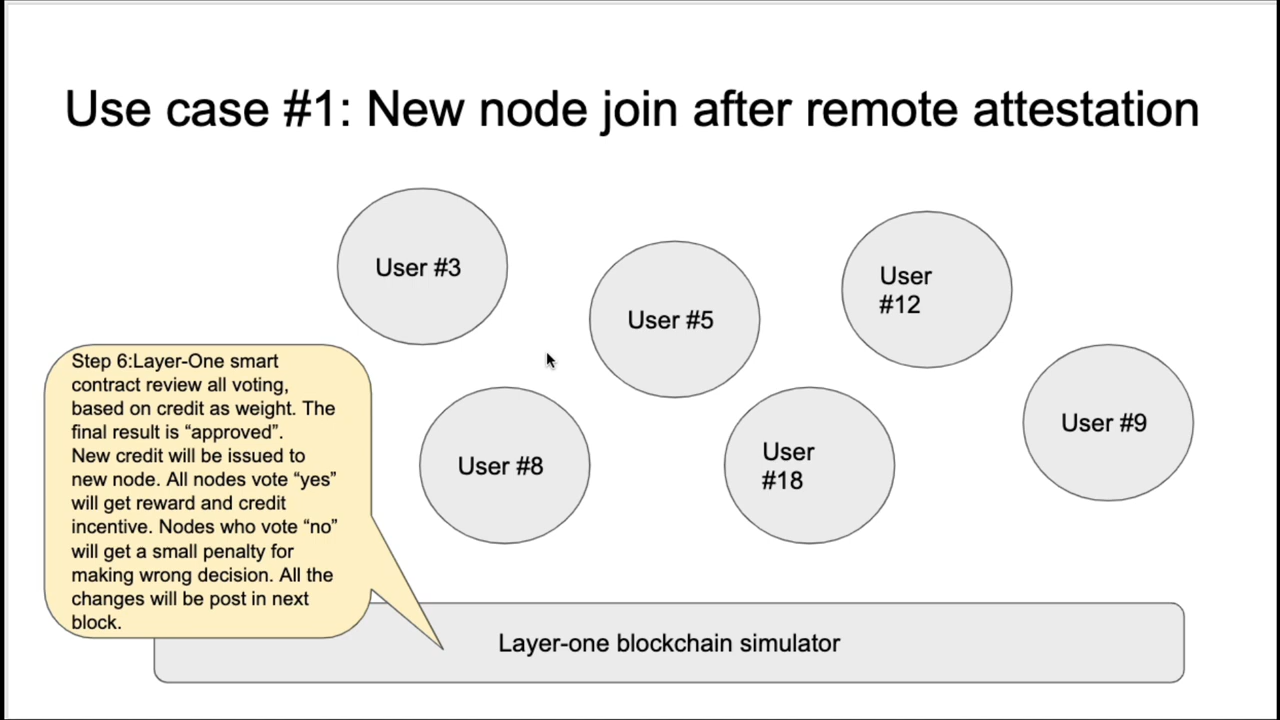 Use case #1: New node join after remote attestation
User #3
User #5
User
#12
Step 6:Layer-One smart
contract review all voting,
based on credit as weight. The
final result is “approved”.
New credit will be issued to
new node. All nodes vote “yes”
will get reward and credit
incentive. Nodes who vote “no”
will get a small penalty for
making wrong decision. All the
changes will be post in next
block.
User #8
User
#18
User #9
Layer-one blockchain simulator